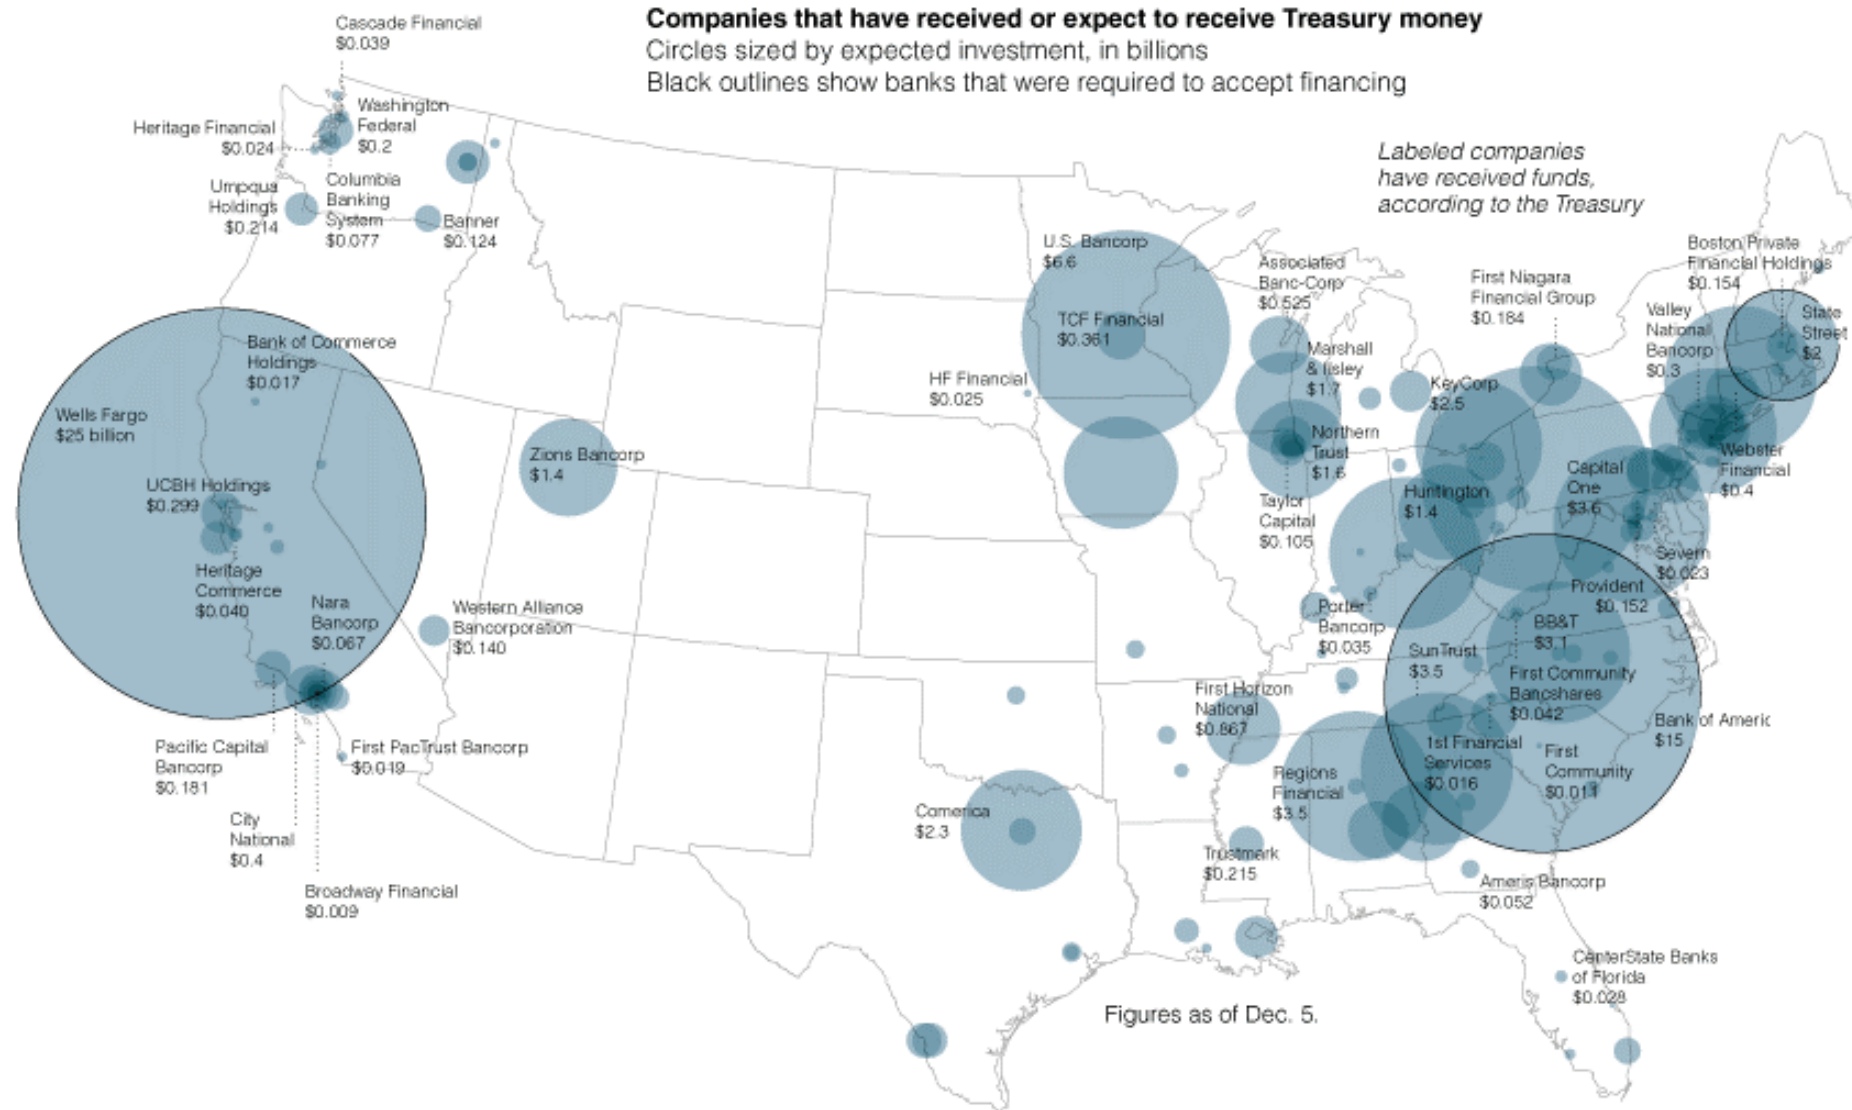 Companies that have received or expect to receive Treasury money
Circles sized by expected investment, in billions
Black outlines show banks that were required to accept financing
Labeled companies
have received funds,
according to the Treasury
Cascade Financial
$0.039
Washington
Federal
$0.2
Heritage Financial
$0.024
Umpqua
Holdings
$0.214
Columbia
Banking
System
$0.077
Banner
$0.124
Bank of Commerce
Holdings
$0.017
Wells Fargo
$25 billion
UCBH Holdings
$0.299
Heritage
Commerce
$0.040
Nara
Bancorp
$0.067
Pacific Capital
Bancorp
$0.181
City
National
$0.4
Broadway Financial
$0.009
First PacTrust Bancorp
$0.019
Western Alliance
Bancorporation
$0.140
Zions Bancorp
$1.4
HF Financial
$0.025
U.S. Bancorp
$6.6
TCF Financial
$0.361
Associated
Banc-Corp
$0.525
Marshall
& Ilsley
$1.7
Northern
Trust
$1.6
Taylor
Capital
$0.105
KeyCorp
$2.5
First Niagara
Financial Group
$0.184
Boston Private
Financial Holdings
$0.154
Valley
National
Bancorp
$0.3
State
Street
$2
Webster
Financial
$0.4
Capital
One
$3.6
Huntington
$1.4
Severn
$0.023
Provident
$0.152
Porter
Bancorp
$0.035
BB&T
$3.1
SunTrust
$3.5
First Community
Bancshares
$0.042
Bank of Americ
$15
First Horizon
National
$0.867
1st Financial
Services
$0.016
First
Community
$0.011
Regions
Financial
$3.5
Comerica
$2.3
Trustmark
$0.215
Ameris Bancorp
$0.052
CenterState Banks
of Florida
$0.028
Figures as of Dec. 5.